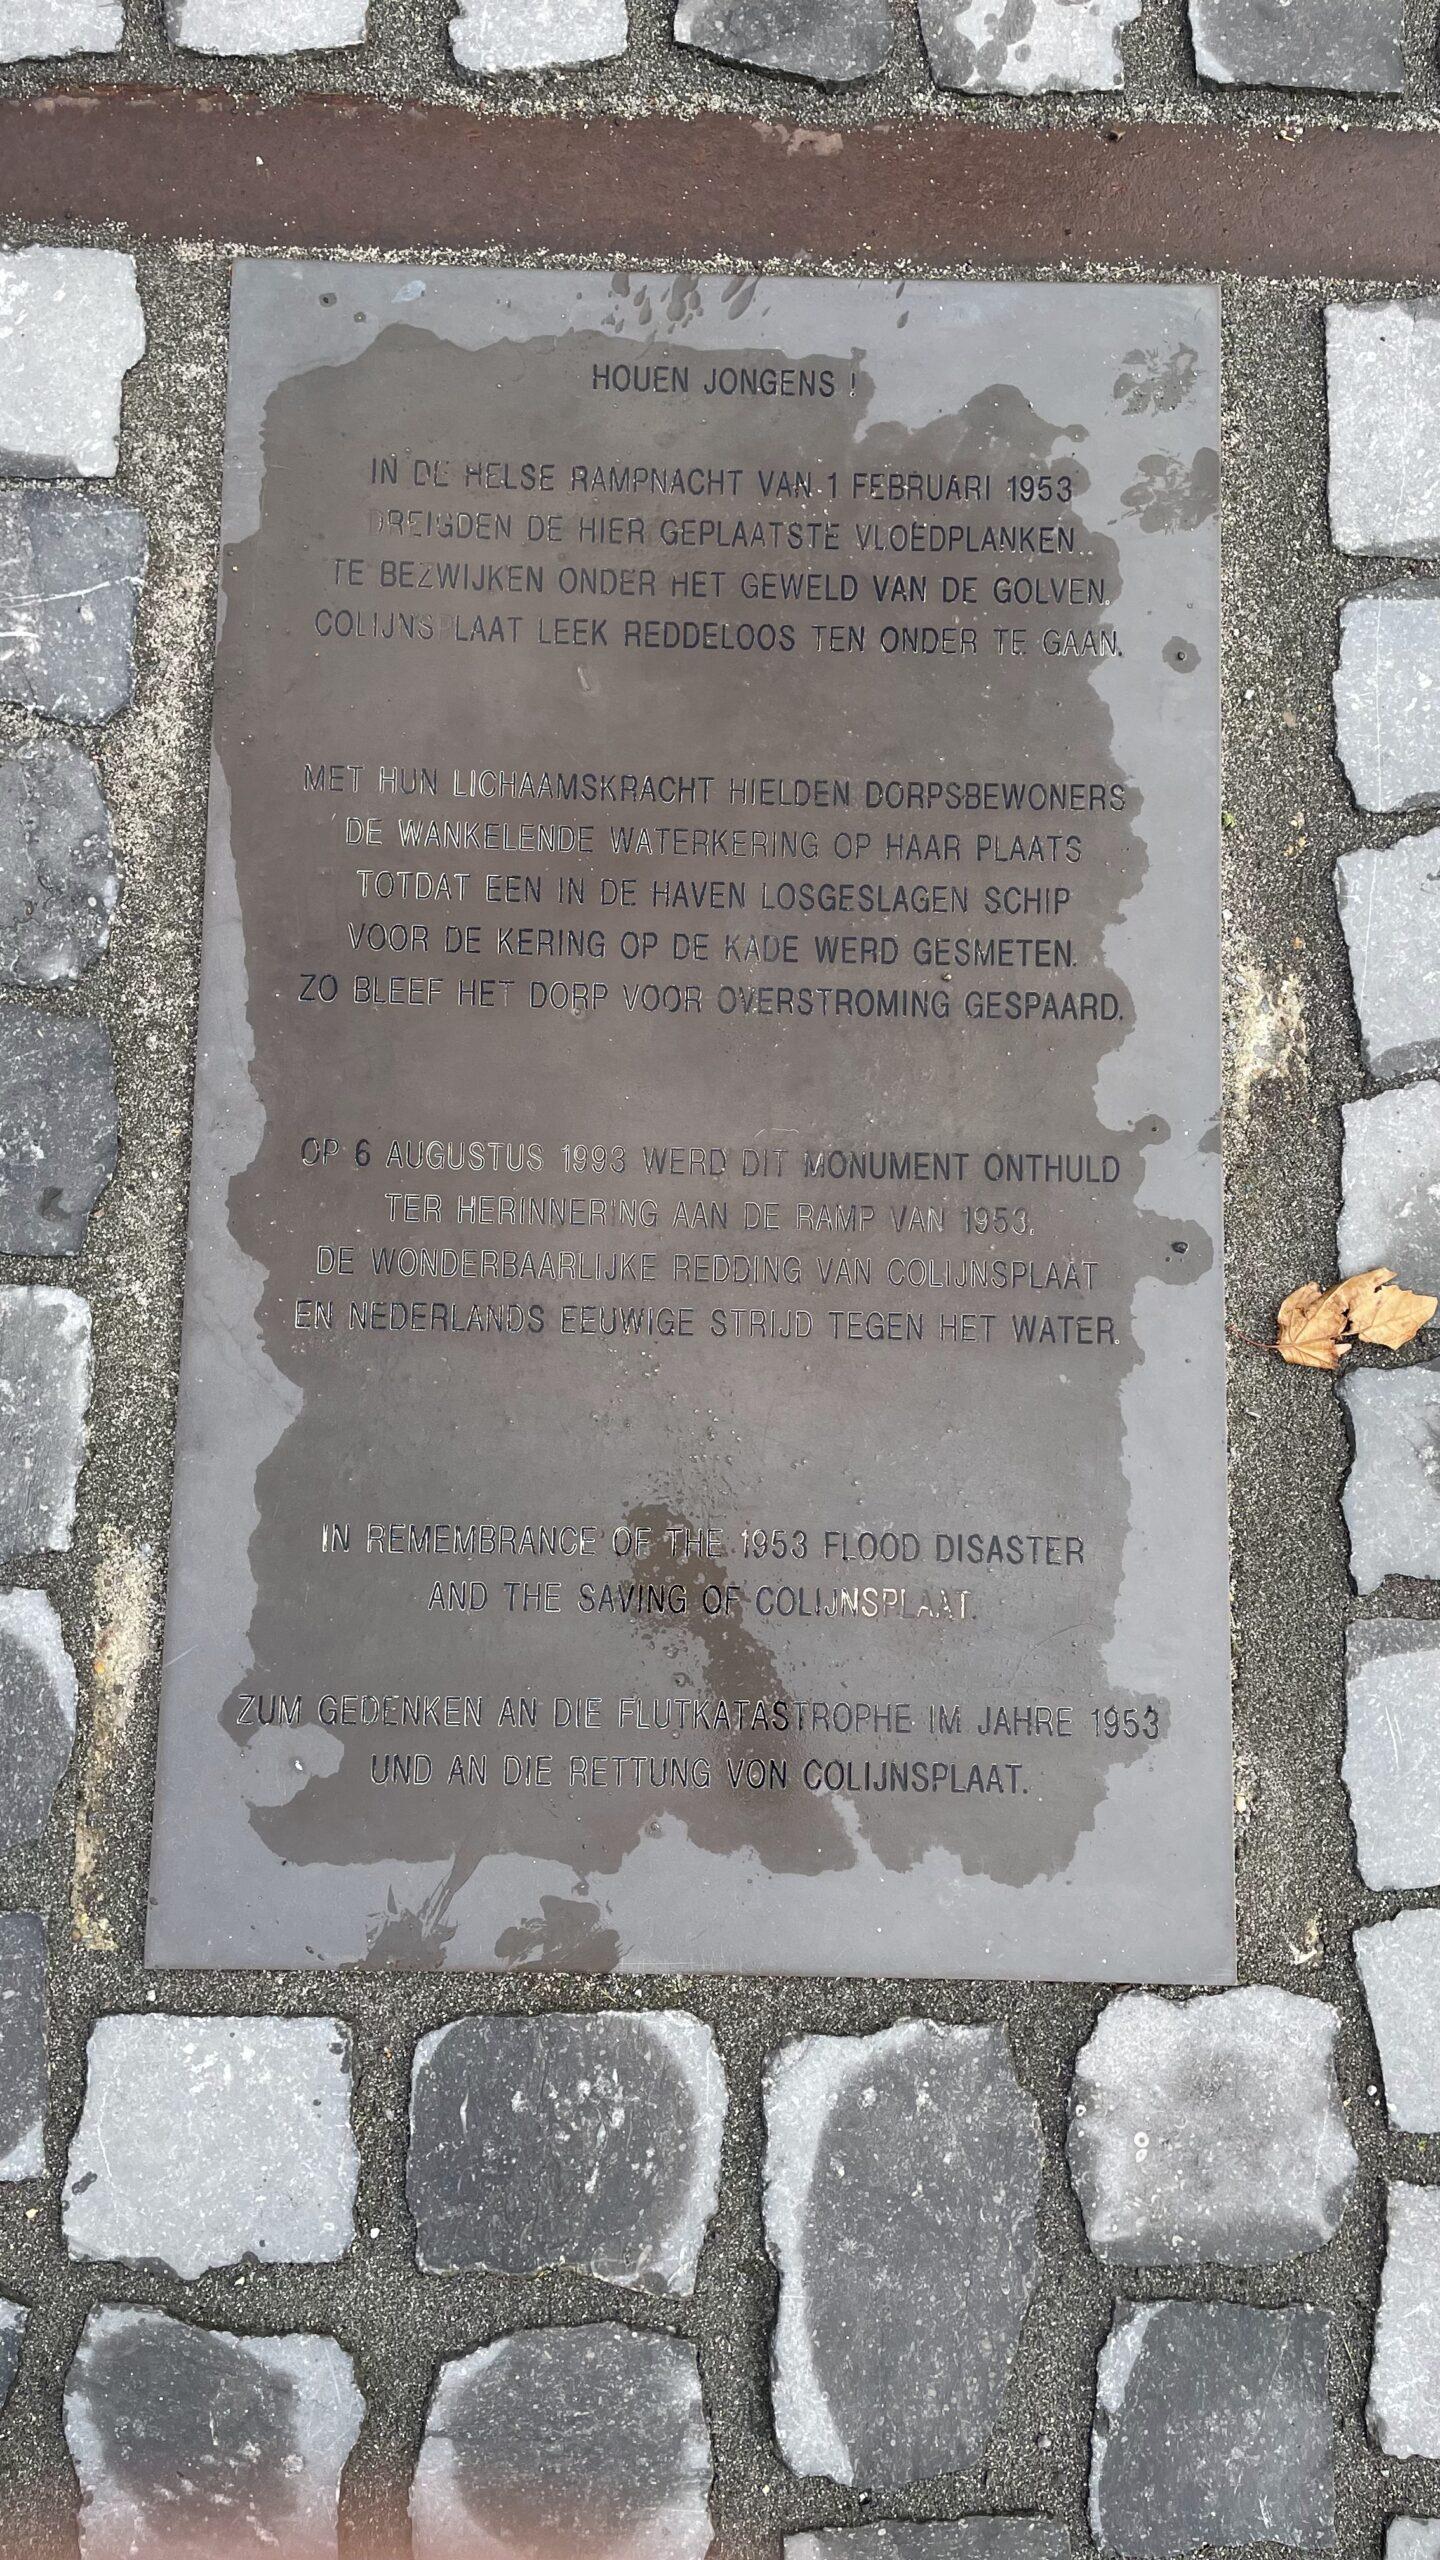 HOUEN JONGENS !
IN DE HELSE RAMPNACHT VAN 1 FEBRUARI 1953
DREIGDEN DE HIER GEPLAATSTE VLOEDPLANKEN
TE BEZWIJKEN ONDER HET GEWELD VAN DE GOLVEN.
COLIJNSPLAAT LEEK REDDELOOS TEN ONDER TE GAAN.
MET HUN LICHAAMSKRACHT HIELDEN DORPSBEWONERS
DE WANKELENDE WATERKERING OP HAAR PLAATS
TOTDAT EEN IN DE HAVEN LOSGESLAGEN SCHIP
VOOR DE KERING OP DE KADE WERD GESMETEN.
ZO BLEEF HET DORP VOOR OVERSTROMING GESPAARD.
OP 6 AUGUSTUS 1993 WERD DIT MONUMENT ONTHULD
TER HERINNERING AAN DE RAMP VAN 1953,
DE WONDERBAARLIJKE REDDING VAN COLIJNSPLAAT
EN NEDERLANDS EEUWIGE STRIJD TEGEN HET WATER.
IN REMEMBRANCE OF THE 1953 FLOOD DISASTER
AND THE SAVING OF COLIJNSPLAAT.
ZUM GEDENKEN AN DIE FLUTKATASTROPHE IM JAHRE 1953
UND AN DIE RETTUNG VON COLIJNSPLAAT.